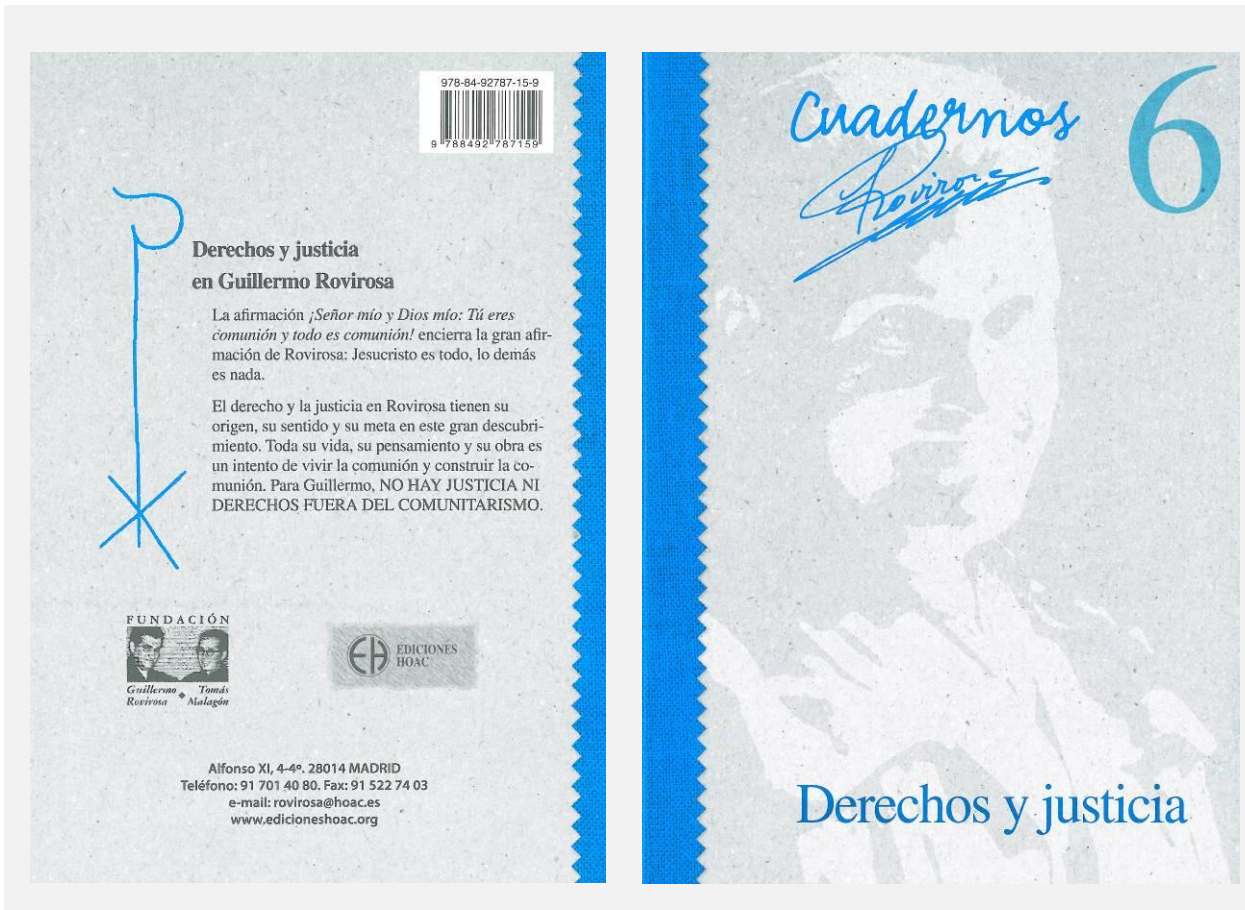 978-84-92787-15-9
9 788492 787159
Derechos y justicia
en Guillermo Rovirosa
La afirmación ¡Señor mío y Dios mío: Tú eres
comunión y todo es comunión! encierra la gran afir-
mación de Rovirosa: Jesucristo es todo, lo demás
es nada.
El derecho y la justicia en Rovirosa tienen su
origen, su sentido y su meta en este gran descubri-
miento. Toda su vida, su pensamiento y su obra es
un intento de vivir la comunión y construir la co-
munión. Para Guillermo, NO HAY JUSTICIA NI
DERECHOS FUERA DEL COMUNITARISMO.
FUNDACIÓN
Guillermo Tomás
Rovirosa Malagón
EH EDICIONES
HOAC
Alfonso XI, 4-4º. 28014 MADRID
Teléfono: 91 701 40 80. Fax: 91 522 74 03
e-mail: rovirosa@hoac.es
www.edicioneshoac.org
Cuadernos
Rovirosa
6
Derechos y justicia